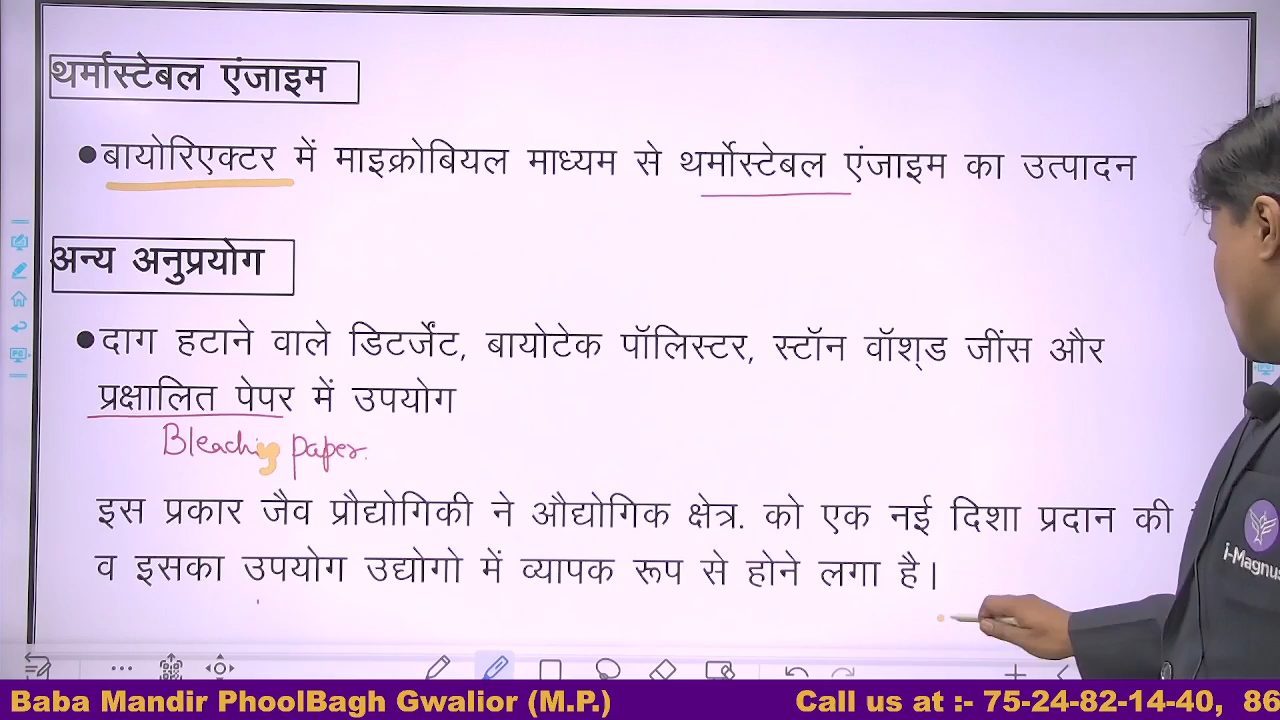 थर्मास्टेबल एंजाइम
●बायोरिएक्टर में माइक्रोबियल माध्यम से थर्मोस्टेबल एंजाइम का उत्पादन
अन्य अनुप्रयोग
●दाग हटाने वाले डिटर्जेंट, बायोटेक पॉलिस्टर, स्टॉन वॉश्ड जींस और
प्रक्षालित पेपर में उपयोग
Bleaching paper.
इस प्रकार जैव प्रौद्योगिकी ने औद्योगिक क्षेत्र. को एक नई दिशा प्रदान की
व इसका उपयोग उद्योगो में व्यापक रूप से होने लगा है।
i-Magnus
Baba Mandir PhoolBagh Gwalior (M.P.) Call us at :- 75-24-82-14-40, 86